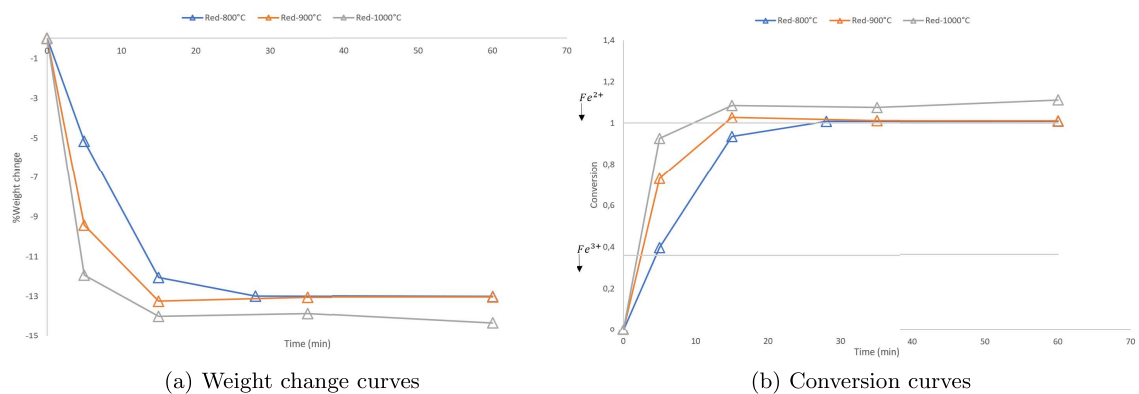 Red-800°C Red-900°C Red-1000°C
0 10 20 30 40 50 60 70
-1
-3
-5
-7
-9
-11
-13
-15
%Weight change
Time (min)
(a) Weight change curves
Red-800°C Red-900°C Red-1000°C
1,4
1,2
Fe²⁺
1
0,8
0,6
Fe³⁺
0,4
0,2
0
Conversion
0 10 20 30 40 50 60 70
Time (min)
(b) Conversion curves